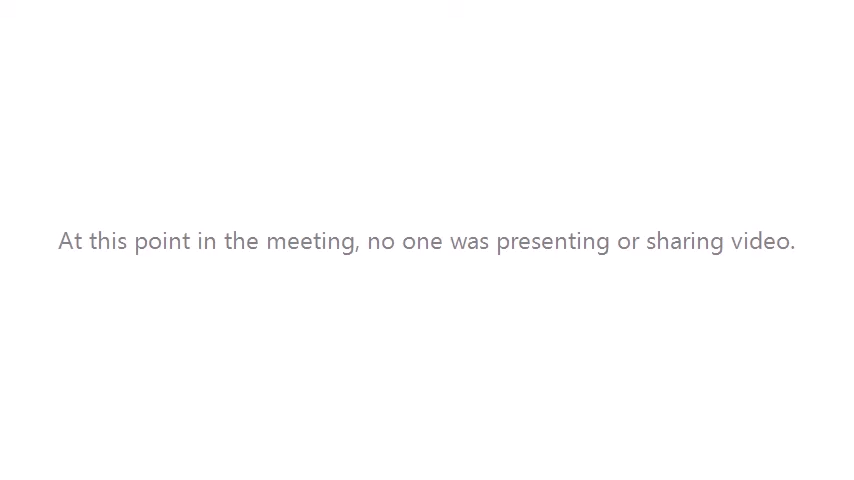 At this point in the meeting, no one was presenting or sharing video.